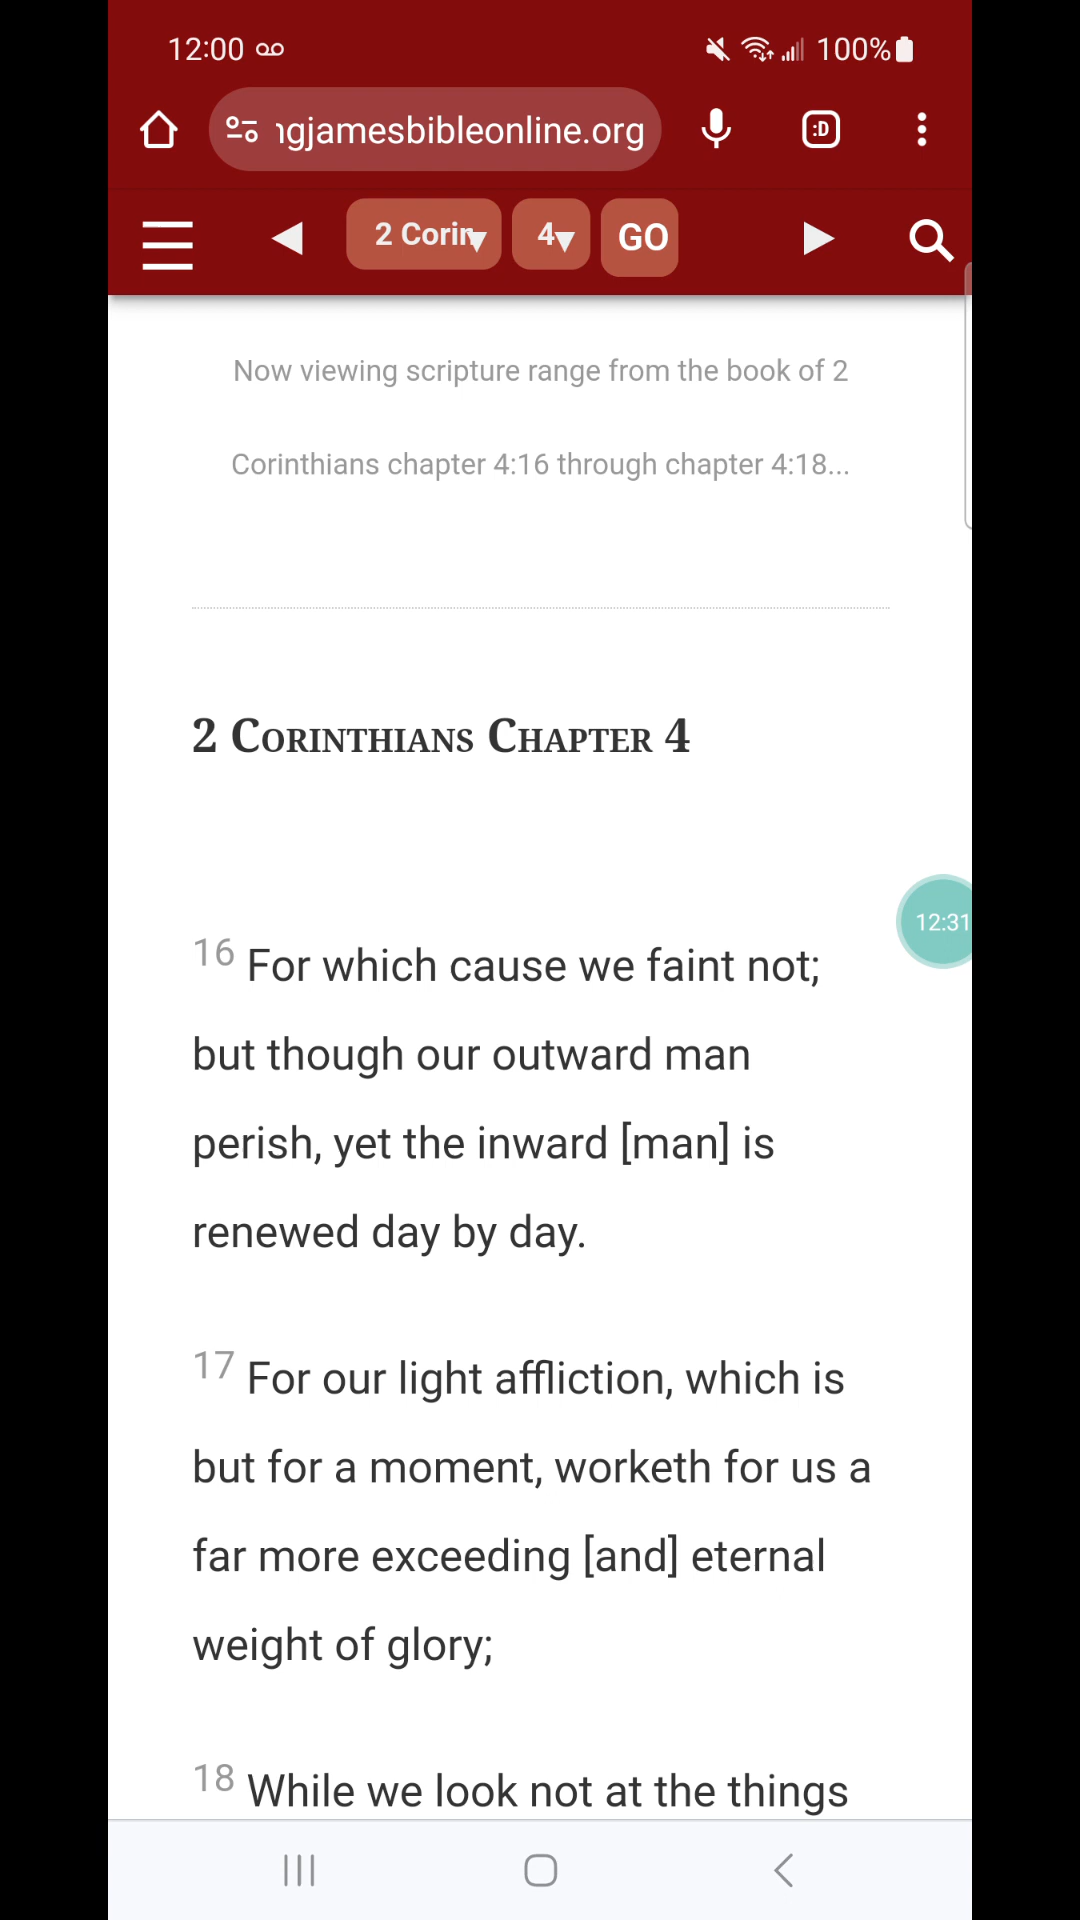 12:00
100%
ngjamesbibleonline.org
:D
2 Corin
4
GO
Now viewing scripture range from the book of 2
Corinthians chapter 4:16 through chapter 4:18...
2 Corinthians Chapter 4
12:31
16 For which cause we faint not;
but though our outward man
perish, yet the inward [man] is
renewed day by day.
17 For our light affliction, which is
but for a moment, worketh for us a
far more exceeding [and] eternal
weight of glory;
18 While we look not at the things